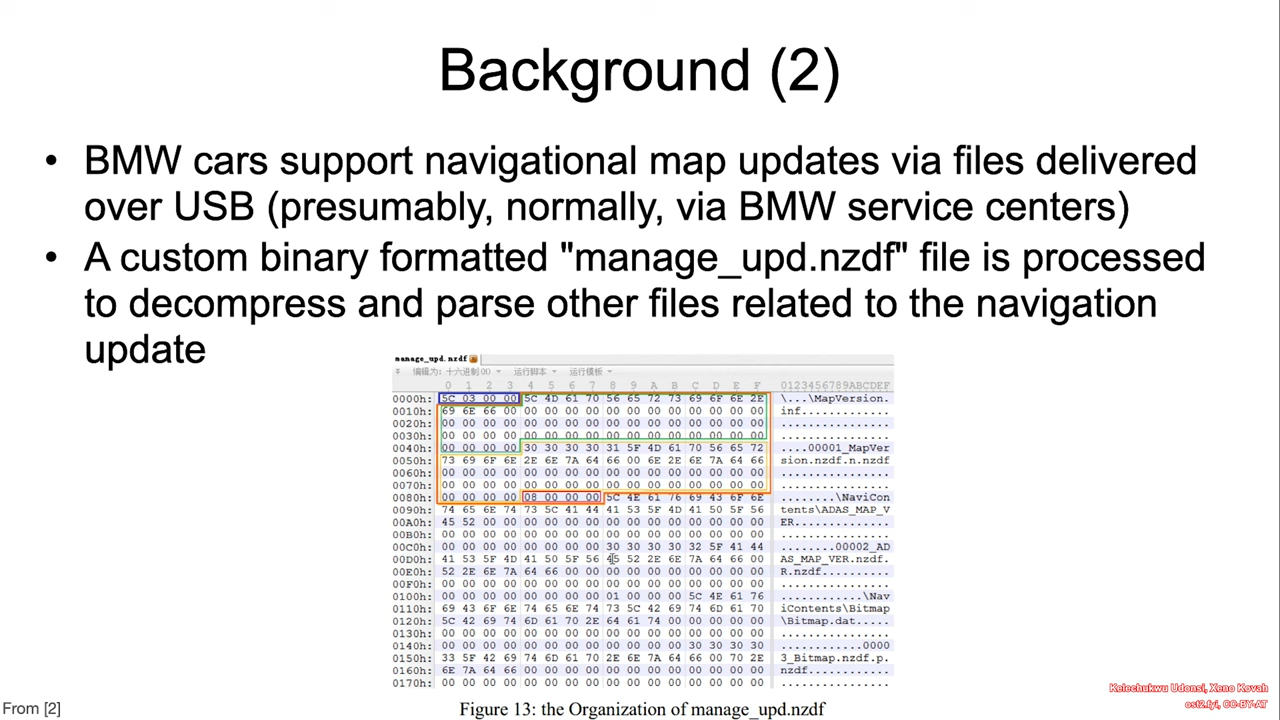 Background (2)
• BMW cars support navigational map updates via files delivered
over USB (presumably, normally, via BMW service centers)
• A custom binary formatted "manage_upd.nzdf" file is processed
to decompress and parse other files related to the navigation
update
manage_upd.nzdf
编辑为: 十六进制(X) 运行脚本 运行模板
0 1 2 3 4 5 6 7 8 9 A B C D E F 0123456789ABCDEF
0000h: 5C 03 00 00 5C 4D 61 70 56 65 72 73 69 6F 6E 2E \...\MapVersion.
0010h: 69 6E 66 00 00 00 00 00 00 00 00 00 00 00 00 00 inf.............
0020h: 00 00 00 00 00 00 00 00 00 00 00 00 00 00 00 00 ................
0030h: 00 00 00 00 00 00 00 00 00 00 00 00 00 00 00 00 ................
0040h: 00 00 00 00 30 30 30 30 31 5F 4D 61 70 56 65 72 ....00001_MapVer
0050h: 73 69 6F 6E 2E 6E 7A 64 66 00 6E 2E 6E 7A 64 66 sion.nzdf.n.nzdf
0060h: 00 00 00 00 00 00 00 00 00 00 00 00 00 00 00 00 ................
0070h: 00 00 00 00 00 00 00 00 00 00 00 00 00 00 00 00 ................
0080h: 00 00 00 00 08 00 00 00 5C 4E 61 76 69 43 6F 6E ........\NaviCon
0090h: 74 65 6E 74 73 5C 41 44 41 53 5F 4D 41 50 5F 56 tents\ADAS_MAP_V
00A0h: 45 52 00 00 00 00 00 00 00 00 00 00 00 00 00 00 ER..............
00B0h: 00 00 00 00 00 00 00 00 00 00 00 00 00 00 00 00 ................
00C0h: 00 00 00 00 00 00 00 00 30 30 30 30 32 5F 41 44 ........00002_AD
00D0h: 41 53 5F 4D 41 50 5F 56 45 52 2E 6E 7A 64 66 00 AS_MAP_VER.nzdf.
00E0h: 52 2E 6E 7A 64 66 00 00 00 00 00 00 00 00 00 00 R.nzdf..........
00F0h: 00 00 00 00 00 00 00 00 00 00 00 00 00 00 00 00 ................
0100h: 00 00 00 00 00 00 00 00 01 00 00 00 5C 4E 61 76 ............\Nav
0110h: 69 43 6F 6E 74 65 6E 74 73 5C 42 69 74 6D 61 70 iContents\Bitmap
0120h: 5C 42 69 74 6D 61 70 2E 64 61 74 00 00 00 00 00 \Bitmap.dat.....
0130h: 00 00 00 00 00 00 00 00 00 00 00 00 00 00 00 00 ................
0140h: 00 00 00 00 00 00 00 00 00 00 00 00 30 30 30 30 ............0000
0150h: 33 5F 42 69 74 6D 61 70 2E 6E 7A 64 66 00 70 2E 3_Bitmap.nzdf.p.
0160h: 6E 7A 64 66 00 00 00 00 00 00 00 00 00 00 00 00 nzdf............
0170h: 00 00 00 00 00 00 00 00 00 00 00 00 00 00 00 00 ................
Figure 13: the Organization of manage_upd.nzdf
From [2]
Kelechukwu Udonsi, Xeno Kovah
ost2.fyi, CC-BY-AT